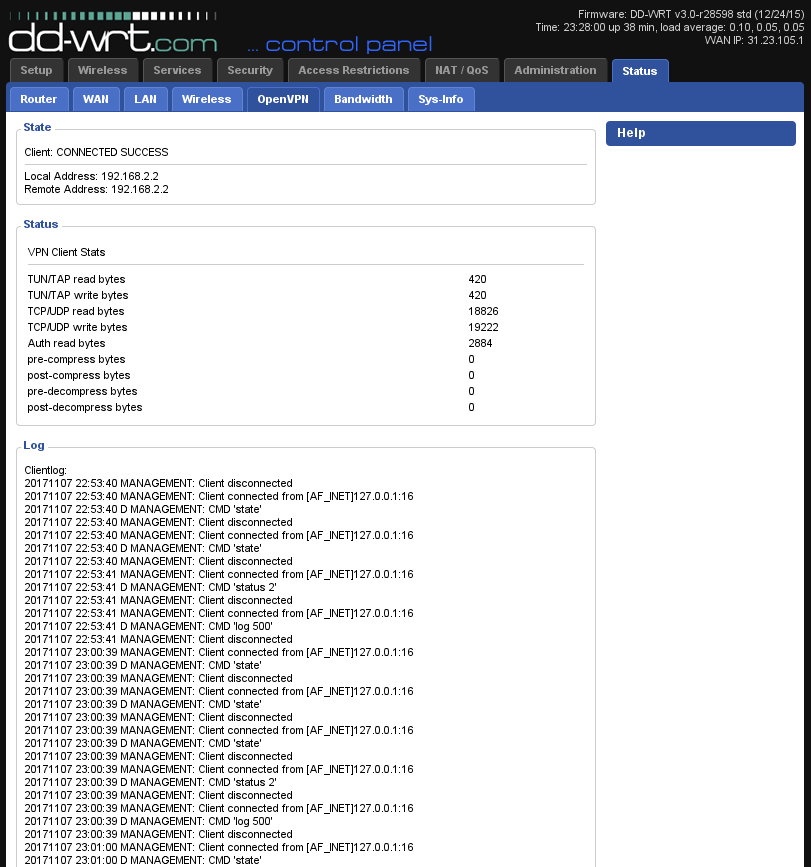 Firmware: DD-WRT v3.0-r28598 std (12/24/15)
Time: 23:28:00 up 38 min, load average: 0.10, 0.05, 0.05
WAN IP: 31.23.105.1
dd-wrt.com ... control panel
Setup Wireless Services Security Access Restrictions NAT / QoS Administration Status
Router WAN LAN Wireless OpenVPN Bandwidth Sys-Info
Help
State
Client: CONNECTED SUCCESS
Local Address: 192.168.2.2
Remote Address: 192.168.2.2
Status
VPN Client Stats
TUN/TAP read bytes 420
TUN/TAP write bytes 420
TCP/UDP read bytes 18826
TCP/UDP write bytes 19222
Auth read bytes 2884
pre-compress bytes 0
post-compress bytes 0
pre-decompress bytes 0
post-decompress bytes 0
Log
Clientlog:
20171107 22:53:40 MANAGEMENT: Client disconnected
20171107 22:53:40 MANAGEMENT: Client connected from [AF_INET]127.0.0.1:16
20171107 22:53:40 D MANAGEMENT: CMD 'state'
20171107 22:53:40 MANAGEMENT: Client disconnected
20171107 22:53:40 MANAGEMENT: Client connected from [AF_INET]127.0.0.1:16
20171107 22:53:40 D MANAGEMENT: CMD 'state'
20171107 22:53:40 MANAGEMENT: Client disconnected
20171107 22:53:41 MANAGEMENT: Client connected from [AF_INET]127.0.0.1:16
20171107 22:53:41 D MANAGEMENT: CMD 'status 2'
20171107 22:53:41 MANAGEMENT: Client disconnected
20171107 22:53:41 MANAGEMENT: Client connected from [AF_INET]127.0.0.1:16
20171107 22:53:41 D MANAGEMENT: CMD 'log 500'
20171107 22:53:41 MANAGEMENT: Client disconnected
20171107 23:00:39 MANAGEMENT: Client connected from [AF_INET]127.0.0.1:16
20171107 23:00:39 D MANAGEMENT: CMD 'state'
20171107 23:00:39 MANAGEMENT: Client disconnected
20171107 23:00:39 MANAGEMENT: Client connected from [AF_INET]127.0.0.1:16
20171107 23:00:39 D MANAGEMENT: CMD 'state'
20171107 23:00:39 MANAGEMENT: Client disconnected
20171107 23:00:39 MANAGEMENT: Client connected from [AF_INET]127.0.0.1:16
20171107 23:00:39 D MANAGEMENT: CMD 'state'
20171107 23:00:39 MANAGEMENT: Client disconnected
20171107 23:00:39 MANAGEMENT: Client connected from [AF_INET]127.0.0.1:16
20171107 23:00:39 D MANAGEMENT: CMD 'status 2'
20171107 23:00:39 MANAGEMENT: Client disconnected
20171107 23:00:39 MANAGEMENT: Client connected from [AF_INET]127.0.0.1:16
20171107 23:00:39 D MANAGEMENT: CMD 'log 500'
20171107 23:00:39 MANAGEMENT: Client disconnected
20171107 23:01:00 MANAGEMENT: Client connected from [AF_INET]127.0.0.1:16
20171107 23:01:00 D MANAGEMENT: CMD 'state'